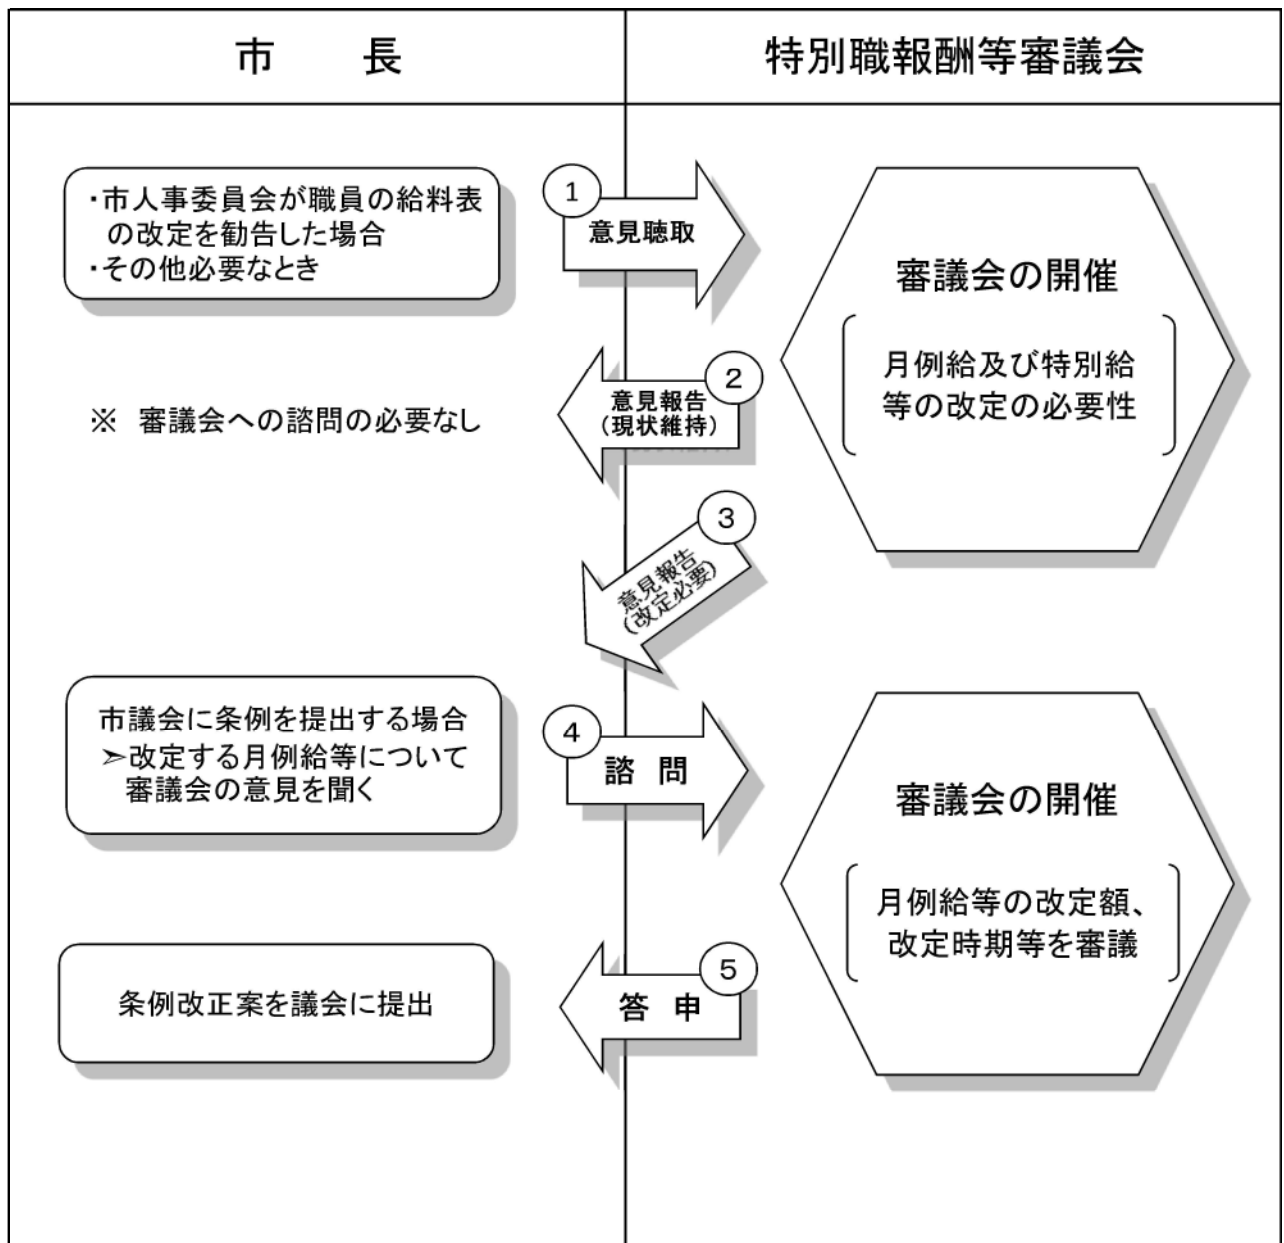 市　長
特別職報酬等審議会
・市人事委員会が職員の給料表
の改定を勧告した場合
・その他必要なとき
1
意見聴取
審議会の開催
月例給及び特別給
等の改定の必要性
2
意見報告
（現状維持）
※　審議会への諮問の必要なし
3
意見報告
（改定必要）
市議会に条例を提出する場合
➣改定する月例給等について
審議会の意見を聞く
4
諮 問
審議会の開催
月例給等の改定額、
改定時期等を審議
5
答 申
条例改正案を議会に提出